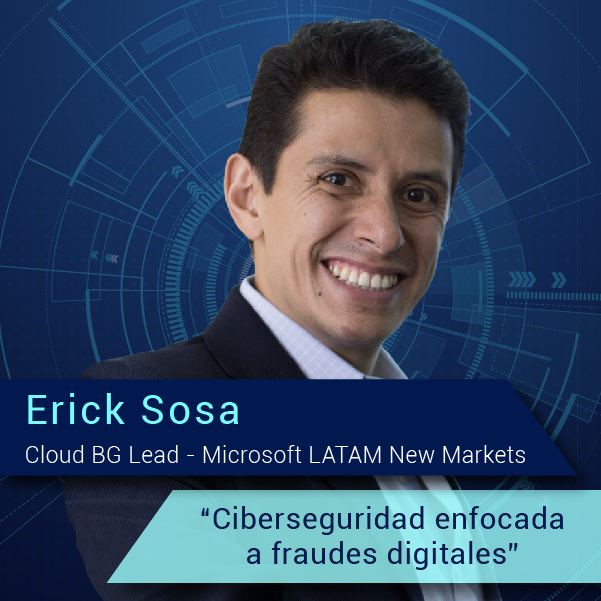 Erick Sosa
Cloud BG Lead - Microsoft LATAM New Markets
“Ciberseguridad enfocada
a fraudes digitales”